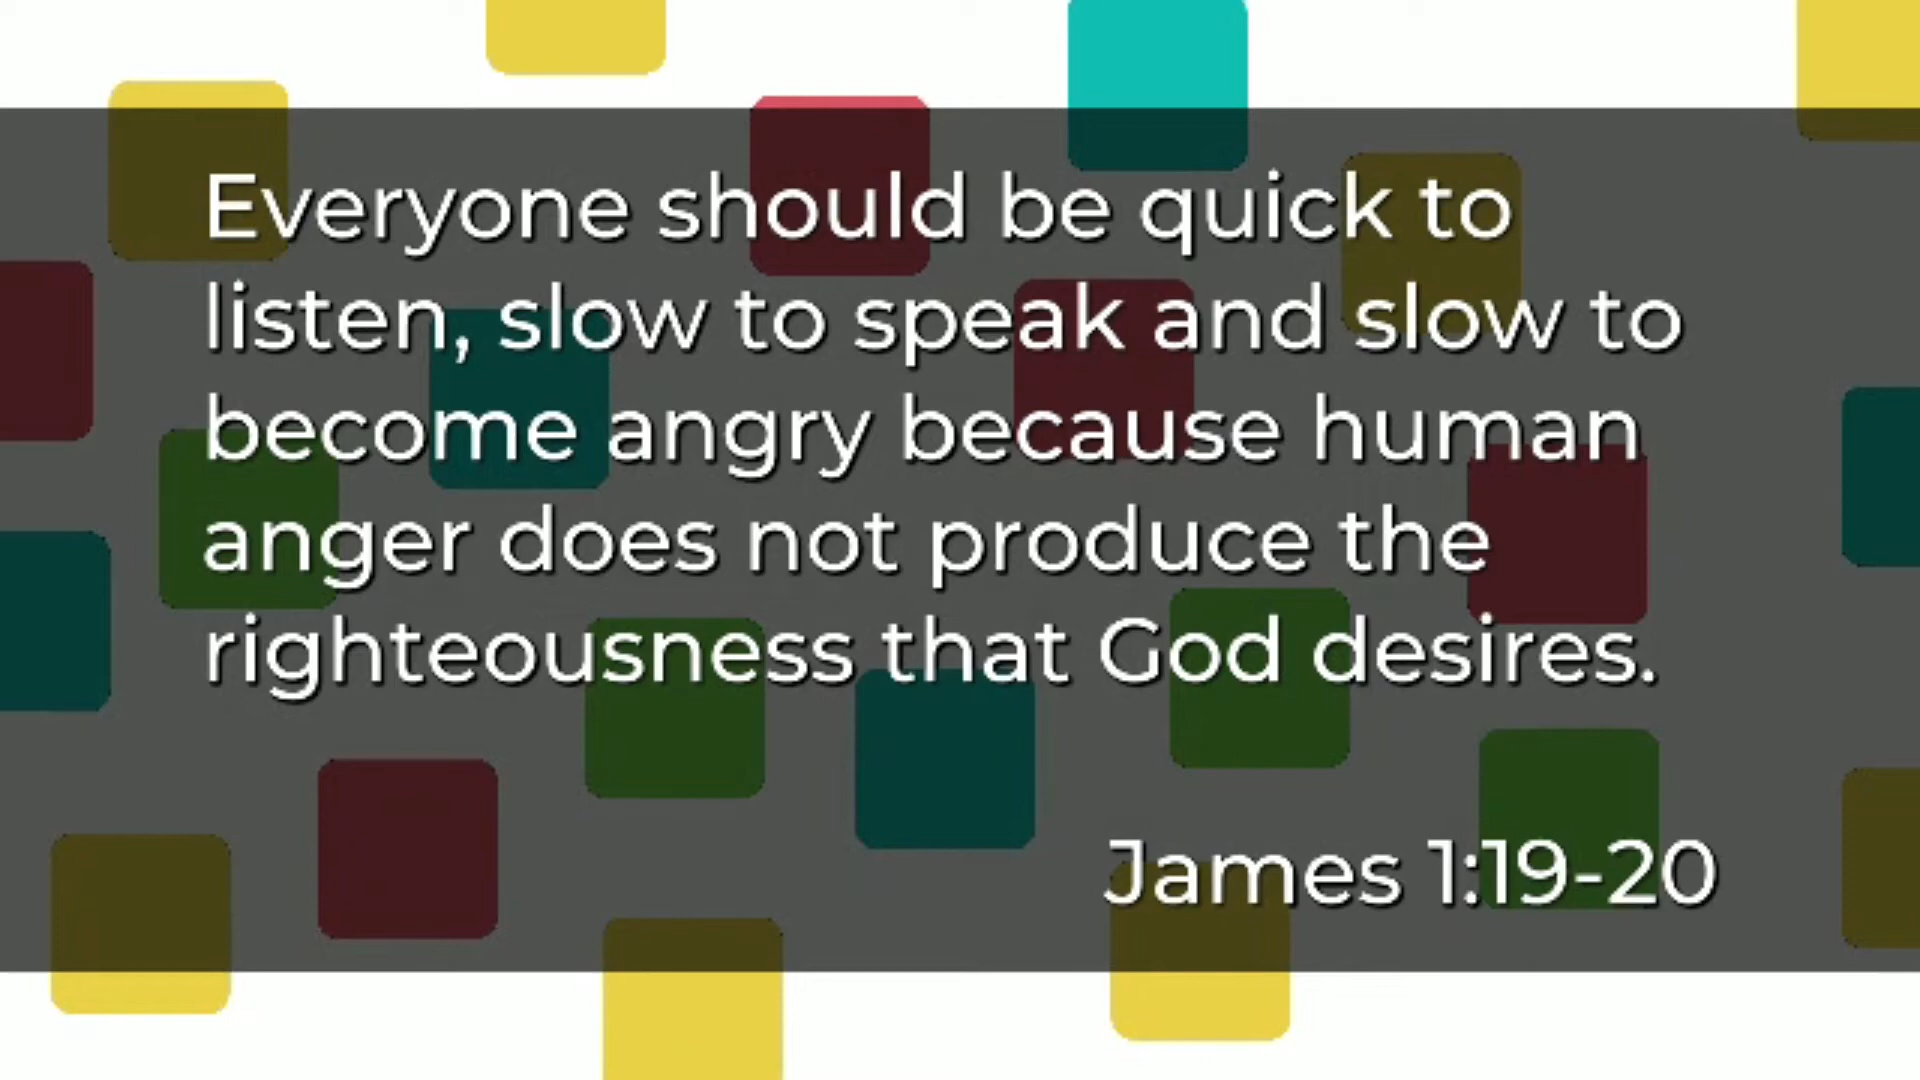 Everyone should be quick to
listen, slow to speak and slow to
become angry because human
anger does not produce the
righteousness that God desires.
James 1:19-20